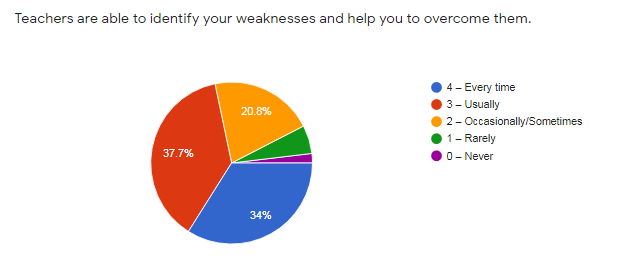 Teachers are able to identify your weaknesses and help you to overcome them.
4 – Every time
3 – Usually
2 – Occasionally/Sometimes
1 – Rarely
0 – Never
20.8%
37.7%
34%